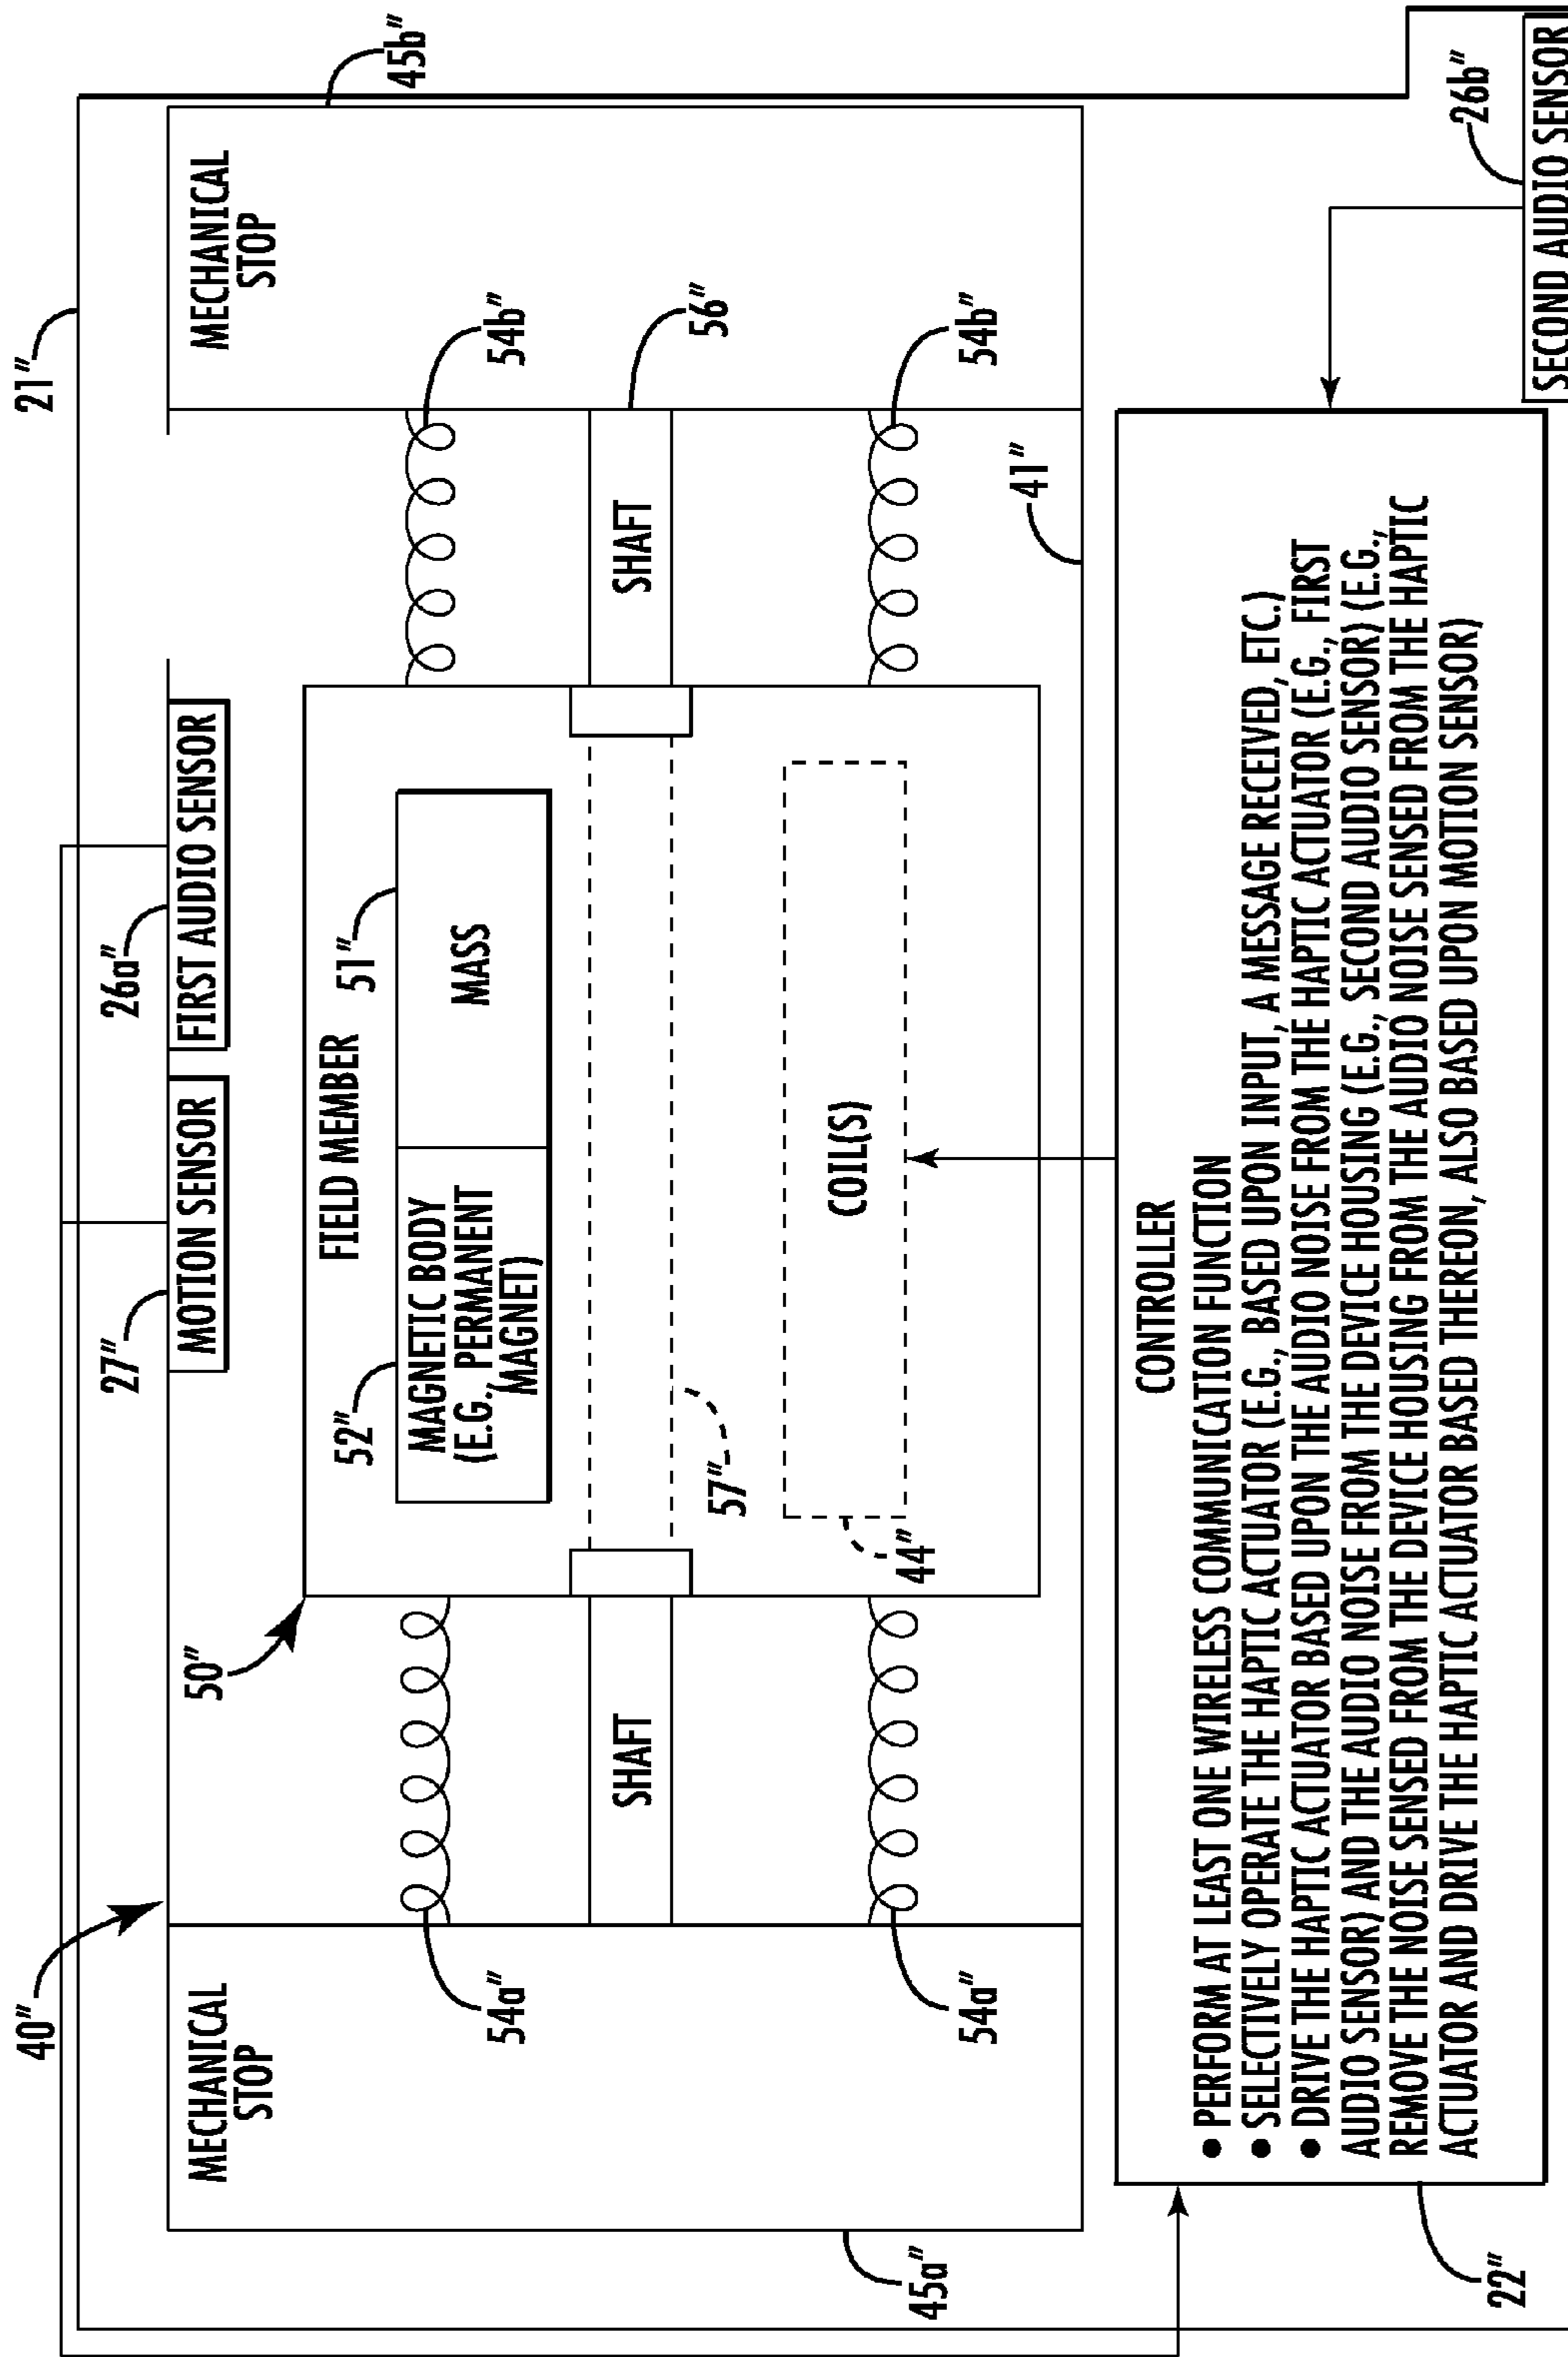 40″
21″
27″
MOTION SENSOR
26a″
FIRST AUDIO SENSOR
45b″
MECHANICAL
STOP
MECHANICAL
STOP
50″
FIELD MEMBER
52″
51″
MAGNETIC BODY
(E.G., PERMANENT
MAGNET)
MASS
54a″
54b″
SHAFT
SHAFT
56″
57″
54a″
54b″
44″
COIL(S)
45a″
41″
CONTROLLER
● PERFORM AT LEAST ONE WIRELESS COMMUNICATION FUNCTION
● SELECTIVELY OPERATE THE HAPTIC ACTUATOR (E.G., BASED UPON INPUT, A MESSAGE RECEIVED, ETC.)
● DRIVE THE HAPTIC ACTUATOR BASED UPON THE AUDIO NOISE FROM THE HAPTIC ACTUATOR (E.G., FIRST
AUDIO SENSOR) AND THE AUDIO NOISE FROM THE DEVICE HOUSING (E.G., SECOND AUDIO SENSOR) (E.G.,
REMOVE THE NOISE SENSED FROM THE DEVICE HOUSING FROM THE AUDIO NOISE SENSED FROM THE HAPTIC
ACTUATOR AND DRIVE THE HAPTIC ACTUATOR BASED THEREON, ALSO BASED UPON MOTION SENSOR)
22″
26b″
SECOND AUDIO SENSOR